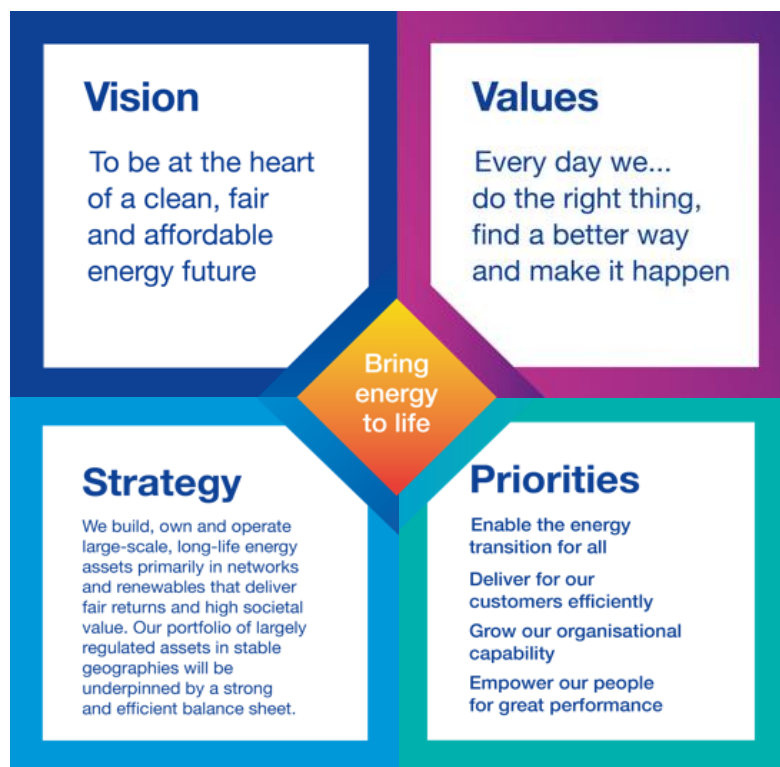 Vision
To be at the heart
of a clean, fair
and affordable
energy future
Values
Every day we...
do the right thing,
find a better way
and make it happen
Bring
energy
to life
Strategy
We build, own and operate
large-scale, long-life energy
assets primarily in networks
and renewables that deliver
fair returns and high societal
value. Our portfolio of largely
regulated assets in stable
geographies will be
underpinned by a strong
and efficient balance sheet.
Priorities
Enable the energy
transition for all
Deliver for our
customers efficiently
Grow our organisational
capability
Empower our people
for great performance